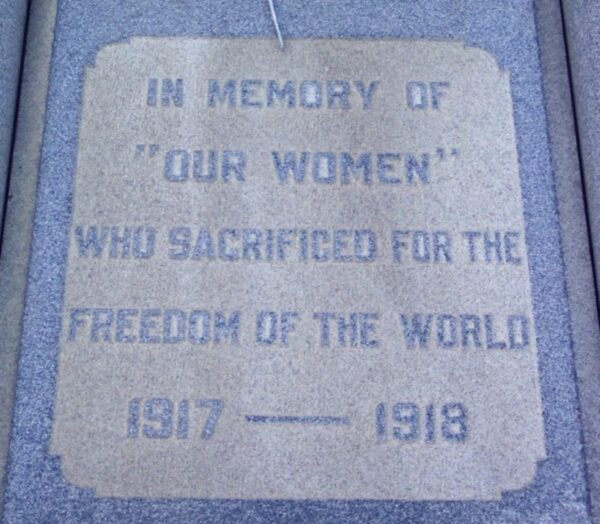 IN MEMORY OF
"OUR WOMEN"
WHO SACRIFICED FOR THE
FREEDOM OF THE WORLD
1917 — 1918